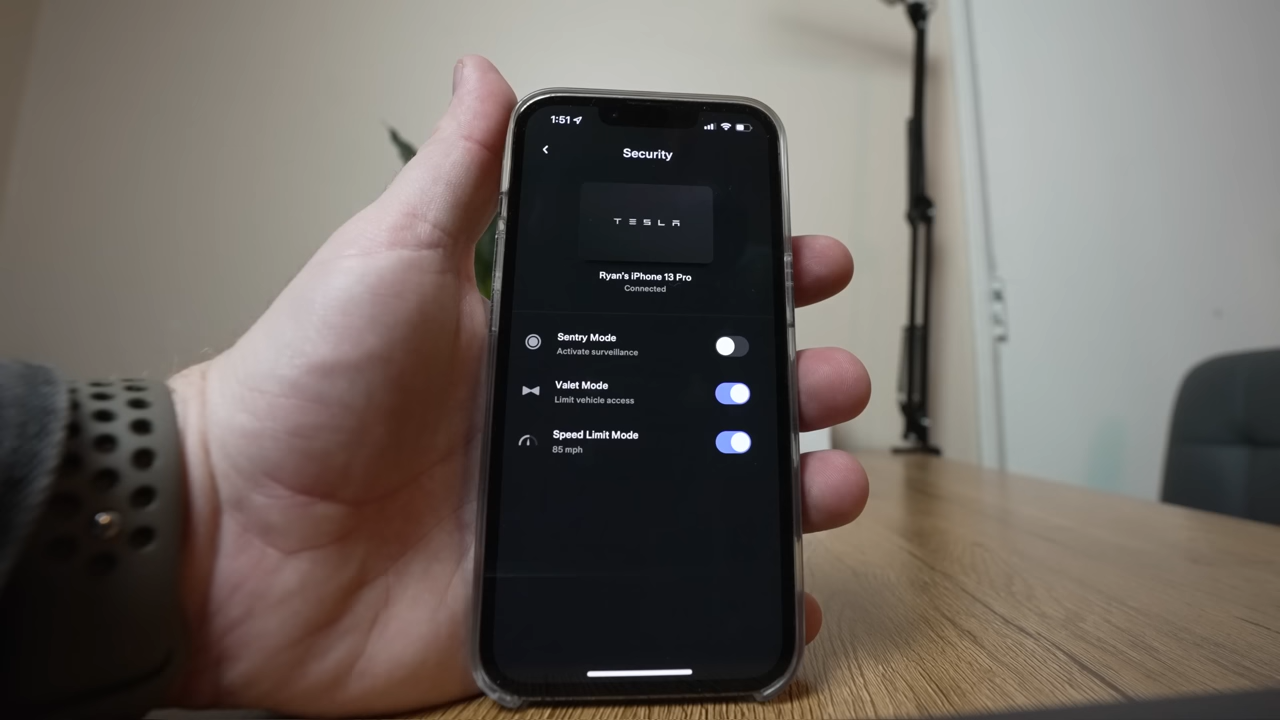 1:51
Security
TESLA
Ryan's iPhone 13 Pro
Connected
Sentry Mode
Activate surveillance
Valet Mode
Limit vehicle access
Speed Limit Mode
85 mph